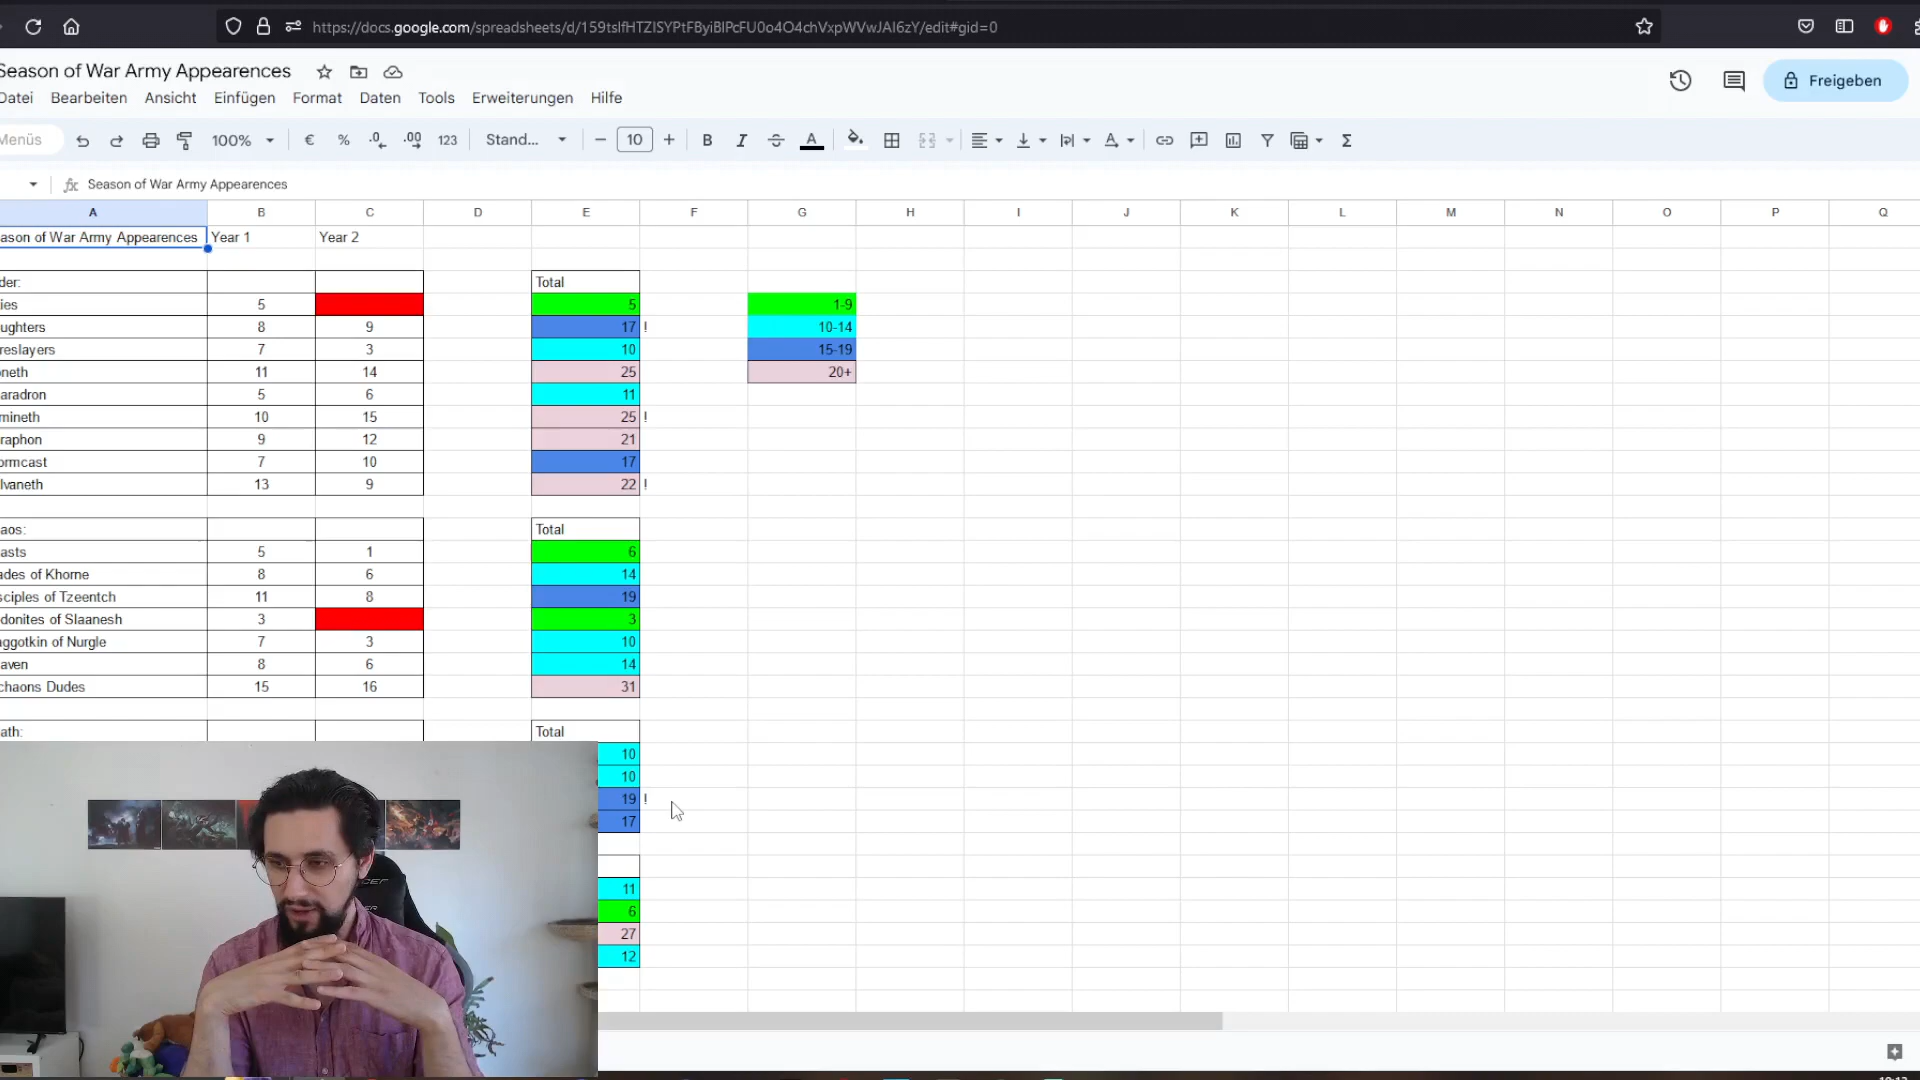 https://docs.google.com/spreadsheets/d/159tsIfHTZISYPtFByiBlPcFU0o4O4chVxpWVwJAI6zY/edit#gid=0
Season of War Army Appearences
Datei Bearbeiten Ansicht Einfügen Format Daten Tools Erweiterungen Hilfe
Freigeben
Menüs 100% € % .0 .00 123 Stand... 10 B I A
Season of War Army Appearences
A B C D E F G H I J K L M N O P Q
ason of War Army Appearences Year 1 Year 2
der: Total
ies 5 5 1-9
ughters 8 9 17 ! 10-14
reslayers 7 3 10 15-19
neth 11 14 25 20+
aradron 5 6 11
mineth 10 15 25 !
raphon 9 12 21
ormcast 7 10 17
lvaneth 13 9 22 !
aos: Total
asts 5 1 6
ades of Khorne 8 6 14
sciples of Tzeentch 11 8 19
donites of Slaanesh 3 3
aggotkin of Nurgle 7 3 10
aven 8 6 14
chaons Dudes 15 16 31
ath: Total
10
10
19 !
17
11
6
27
12